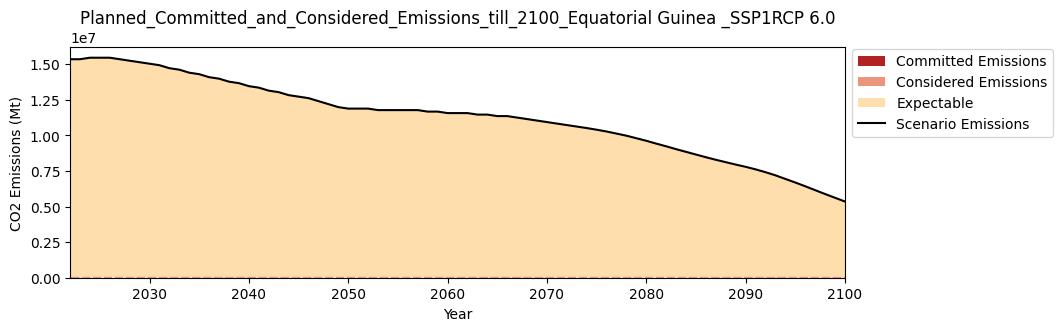 Planned_Committed_and_Considered_Emissions_till_2100_Equatorial Guinea _SSP1RCP 6.0
1e7
1.50
1.25
1.00
0.75
0.50
0.25
0.00
CO2 Emissions (Mt)
2030 2040 2050 2060 2070 2080 2090 2100
Year
Committed Emissions
Considered Emissions
Expectable
Scenario Emissions